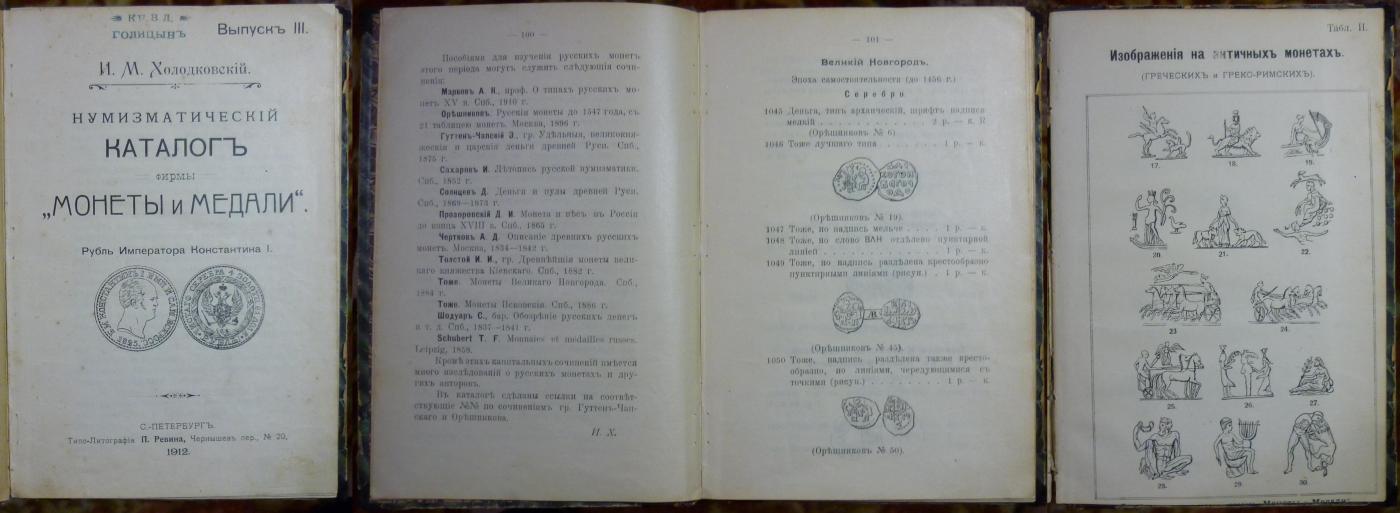 КН. В. Д.
ГОЛИЦЫНЪ
Выпускъ III.
И. М. Холодковскій.
НУМИЗМАТИЧЕСКІЙ
КАТАЛОГЪ
ФИРМЫ
„МОНЕТЫ и МЕДАЛИ“.
Рубль Императора Константина I.
С.-ПЕТЕРБУРГЪ.
Типо-Литографія П. Ревина, Чернышевъ пер., № 20.
1912.
— 100 —
Пособіями для изученія русскихъ монетъ
этого періода могутъ служить слѣдующія сочи-
ненія:
Марковъ А. К., проф. О типахъ русскихъ мо-
нетъ XV в. Спб., 1910 г.
Орѣшниковъ. Русскія монеты до 1547 года, съ
21 таблицею монетъ. Москва, 1896 г.
Гуттенъ-Чапскій Э., гр. Удѣльныя, великокня-
жескія и царскія деньги древней Руси. Спб.,
1875 г.
Сахаровъ И. Лѣтопись русской нумизматики.
Спб., 1852 г.
Солнцевъ Д. Деньги и пулы древней Руси.
Спб., 1860—1873 г.
Прозоровскій Д. И. Монета и вѣсъ въ Россіи
до конца XVIII в. Спб., 1865 г.
Чертковъ А. Д. Описаніе древнихъ русскихъ
монетъ. Москва, 1834—1842 г.
Толстой И. И., гр. Древнѣйшія монеты вели-
каго княжества Кіевскаго. Спб., 1882 г.
Тоже. Монеты Великаго Новгорода. Спб.,
1884 г.
Тоже. Монеты Псковскія. Спб., 1886 г.
Шодуаръ С., бар. Обозрѣніе русскихъ денегъ
и т. д. Спб., 1837—1841 г.
Schubert T. F. Monnaies et médailles russes.
Leipzig, 1858.
Кромѣ этихъ капитальныхъ сочиненій имѣется
много изслѣдованій о русскихъ монетахъ и дру-
гихъ авторовъ.
Въ каталогѣ сдѣланы ссылки на соотвѣт-
ствующіе №№ по сочиненіямъ гр. Гуттенъ-Чап-
скаго и Орѣшникова.
И. Х.
— 101 —
Великій Новгородъ.
Эпоха самостоятельности (до 1456 г.)
Серебро.
1045 Деньга, типъ архаическій, шрифтъ надписи
мелкій . . . . . . . . . . . 2 р. — к. R
(Орѣшниковъ № 6)
1046 Тоже лучшаго типа . . . . . . . 1 р. — к.
(Орѣшниковъ № 19).
1047 Тоже, но надпись мельче . . . . . 1 р. — к.
1048 Тоже, но слово ВАН отдѣлено пунктирной
линіей . . . . . . . . . . . . 1 р. — к.
1049 Тоже, но надпись раздѣлена крестообразно
пунктирными линіями (рисун.) . 1 р. — к.
(Орѣшниковъ № 45).
1050 Тоже, надпись раздѣлена также кресто-
образно, но линіями, чередующимися съ
точками (рисун.) . . . . . . . . 1 р. — к.
(Орѣшниковъ № 50).
Табл. II.
Изображенія на античныхъ монетахъ.
(ГРЕЧЕСКИХЪ и ГРЕКО-РИМСКИХЪ).
17. 18. 19.
20. 21. 22.
23 24.
25. 26. 27.
28. 29. 30.